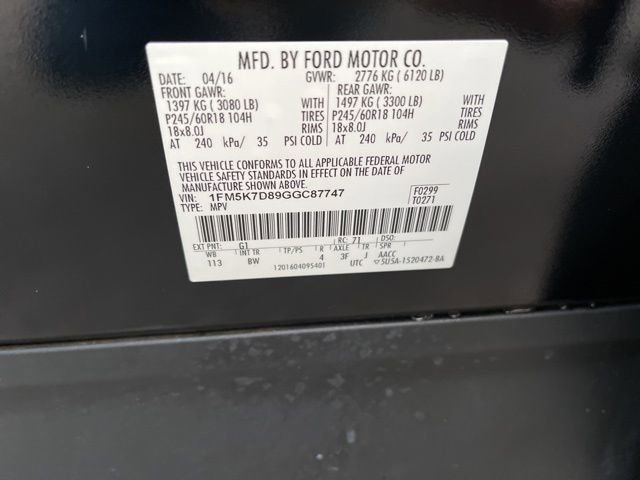 MFD. BY FORD MOTOR CO.
DATE: 04/16 GVWR: 2776 KG ( 6120 LB)
FRONT GAWR: REAR GAWR:
1397 KG ( 3080 LB) WITH 1497 KG ( 3300 LB) WITH
P245/60R18 104H TIRES P245/60R18 104H TIRES
18x8.0J RIMS 18x8.0J RIMS
AT 240 kPa/ 35 PSI COLD AT 240 kPa/ 35 PSI COLD
THIS VEHICLE CONFORMS TO ALL APPLICABLE FEDERAL MOTOR
VEHICLE SAFETY STANDARDS IN EFFECT ON THE DATE OF
MANUFACTURE SHOWN ABOVE.
VIN: 1FM5K7D89GGC87747 F0299
TYPE: MPV T0271
EXT PNT: G1 RC: 71 DSO:
WB INT TR TP/PS R AXLE TR SPR
113 BW 4 3F J AACC
1201604095401 UTC ▽5U5A-1520472-BA